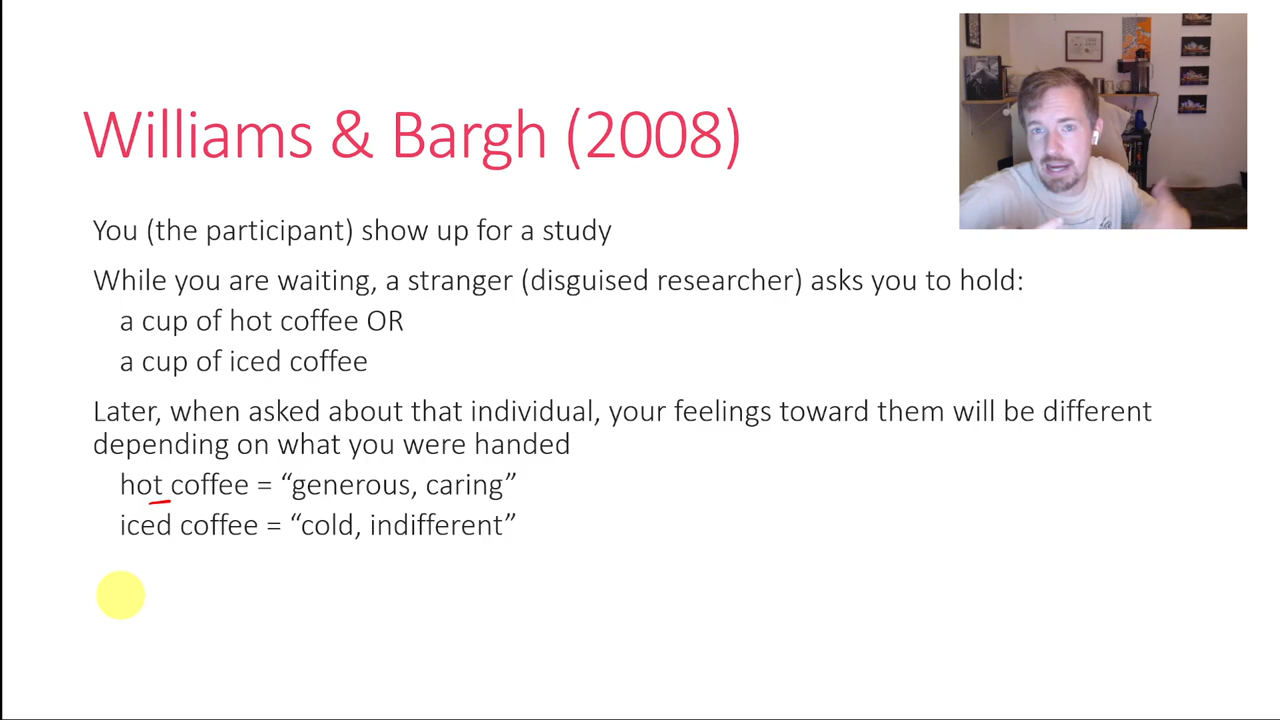 Williams & Bargh (2008)
You (the participant) show up for a study
While you are waiting, a stranger (disguised researcher) asks you to hold:
a cup of hot coffee OR
a cup of iced coffee
Later, when asked about that individual, your feelings toward them will be different
depending on what you were handed
hot coffee = “generous, caring”
iced coffee = “cold, indifferent”